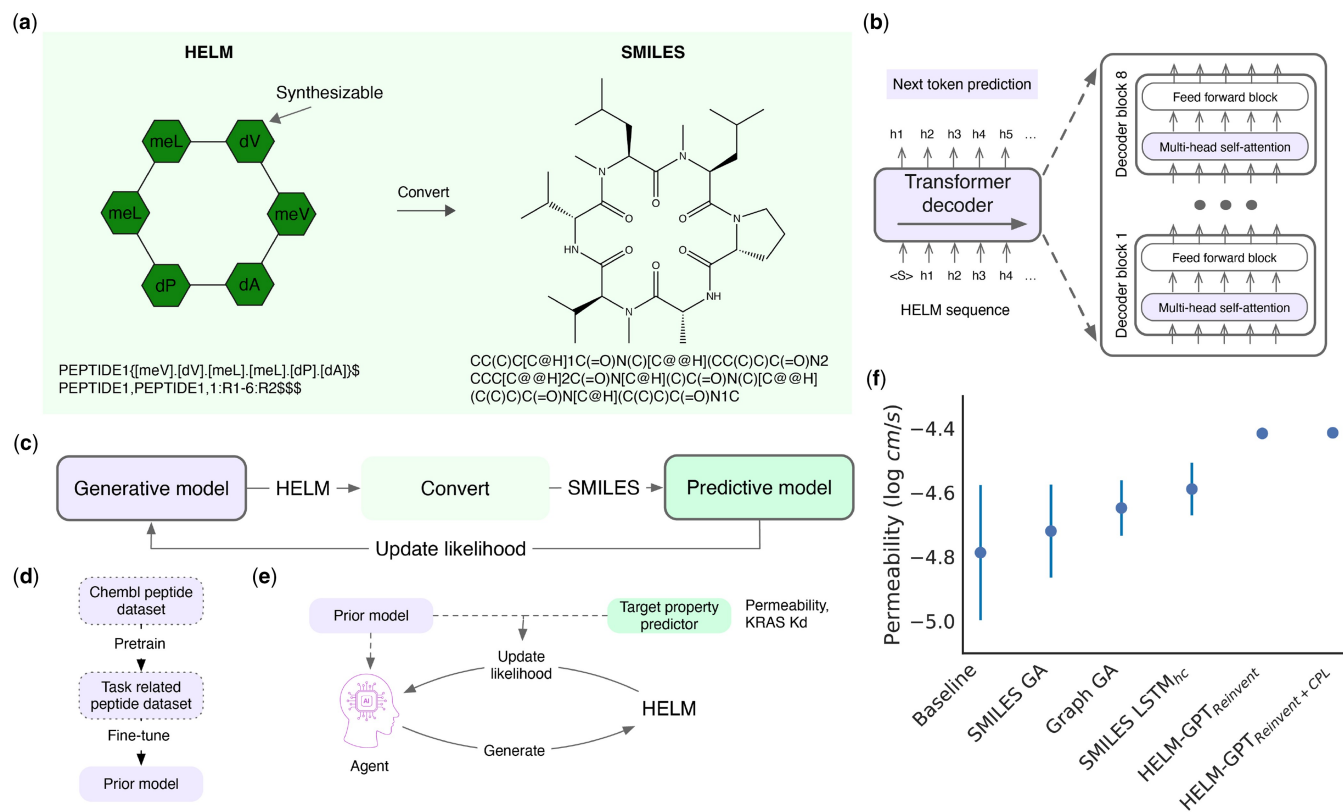 (a)
HELM
SMILES
Synthesizable
meL
dV
meL
meV
dP
dA
Convert
N
O
N
O
O
O
N
HN
O
O
O
N
NH
PEPTIDE1{[meV].[dV].[meL].[meL].[dP].[dA]}$
PEPTIDE1,PEPTIDE1,1:R1-6:R2$$$
CC(C)C[C@H]1C(=O)N(C)[C@@H](CC(C)C)C(=O)N2
CCC[C@@H]2C(=O)N[C@H](C)C(=O)N(C)[C@@H]
(C(C)C)C(=O)N[C@H](C(C)C)C(=O)N1C
(b)
Next token prediction
h1 h2 h3 h4 h5 ...
Transformer
decoder
<S> h1 h2 h3 h4 ...
HELM sequence
Decoder block 8
Feed forward block
Multi-head self-attention
Decoder block 1
Feed forward block
Multi-head self-attention
(c)
Generative model
HELM
Convert
SMILES
Predictive model
Update likelihood
(d)
Chembl peptide
dataset
Pretrain
Task related
peptide dataset
Fine-tune
Prior model
(e)
Prior model
Target property
predictor
Permeability,
KRAS Kd
Update
likelihood
AI
HELM
Generate
Agent
(f)
Permeability (log cm/s)
−4.4
−4.6
−4.8
−5.0
Baseline
SMILES GA
Graph GA
SMILES LSTMhc
HELM-GPTReinvent
HELM-GPTReinvent + CPL